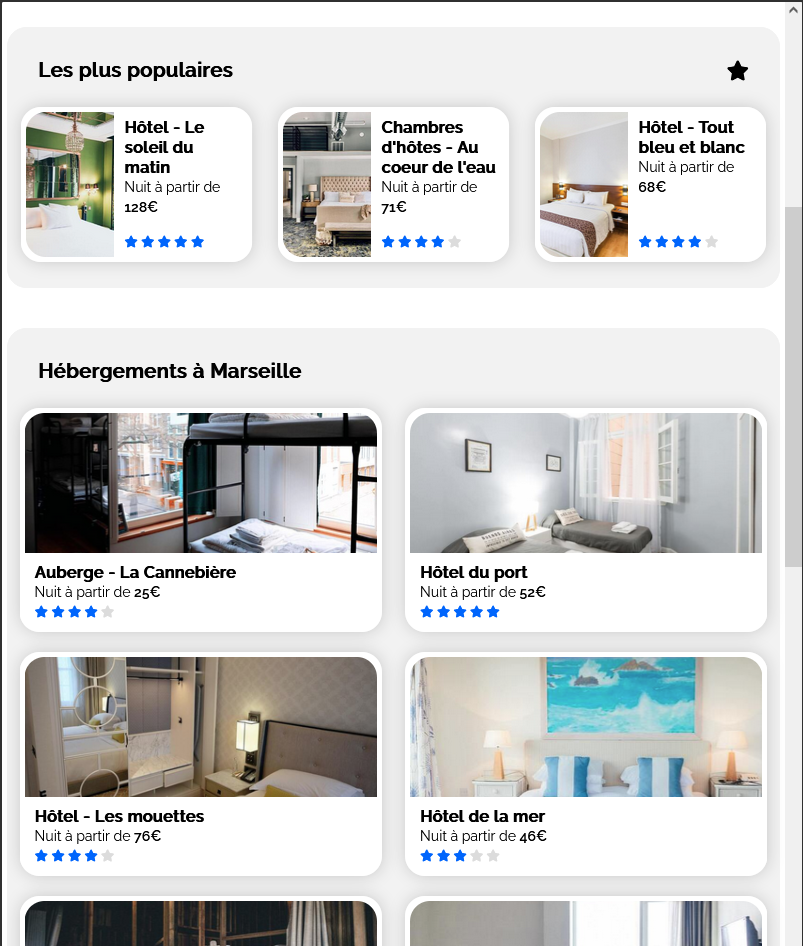 Les plus populaires
Hôtel - Le
soleil du
matin
Nuit à partir de
128€
Chambres
d'hôtes - Au
coeur de l'eau
Nuit à partir de
71€
Hôtel - Tout
bleu et blanc
Nuit à partir de
68€
Hébergements à Marseille
Auberge - La Cannebière
Nuit à partir de 25€
Hôtel du port
Nuit à partir de 52€
Hôtel - Les mouettes
Nuit à partir de 76€
Hôtel de la mer
Nuit à partir de 46€